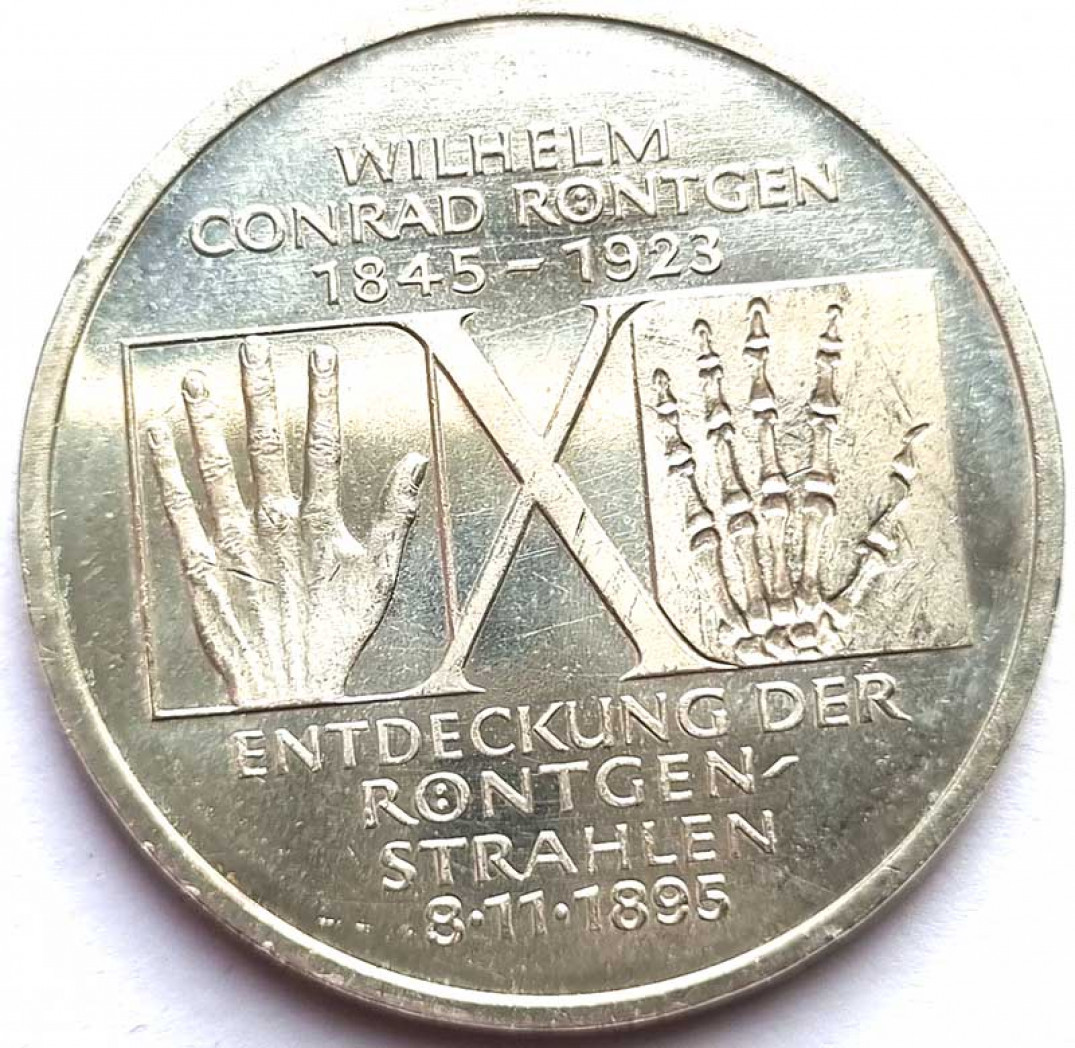 WILHELM
CONRAD RÖNTGEN
1845 – 1923
X
ENTDECKUNG DER
RÖNTGEN-
STRAHLEN
8·11·1895